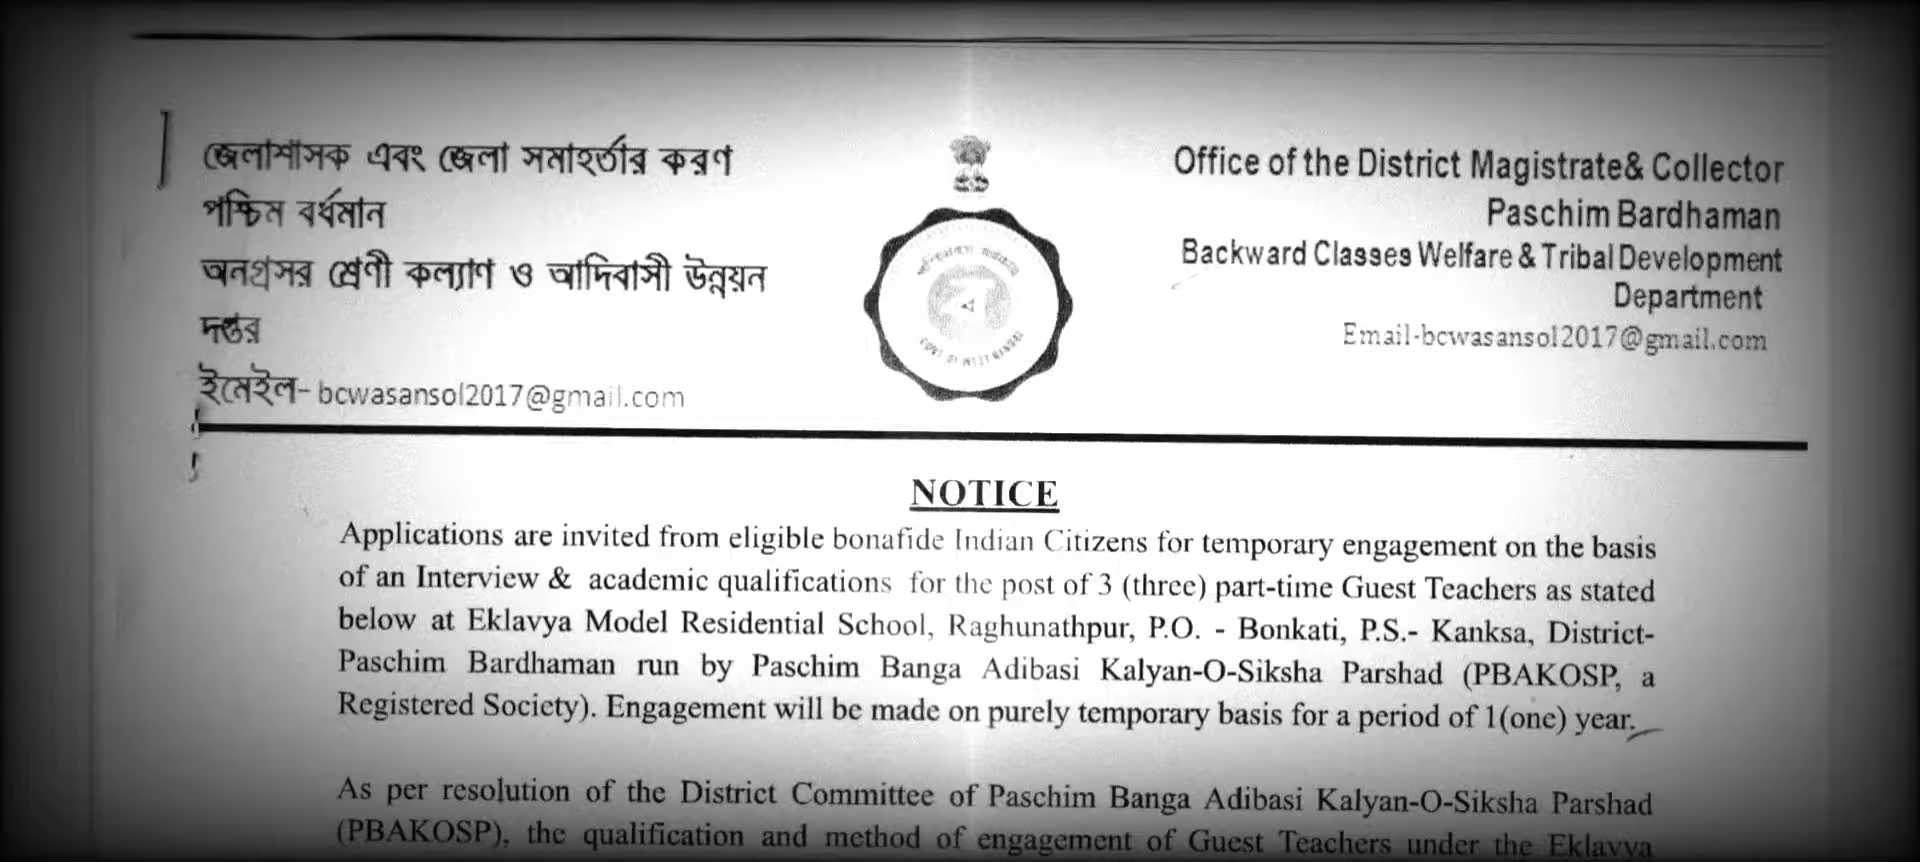 জেলাশাসক এবং জেলা সমাহর্তার করণ
পশ্চিম বর্ধমান
অনগ্রসর শ্রেণী কল্যাণ ও আদিবাসী উন্নয়ন
দপ্তর
ইমেইল- bcwasansol2017@gmail.com
Office of the District Magistrate& Collector
Paschim Bardhaman
Backward Classes Welfare & Tribal Development
Department
Email-bcwasansol2017@gmail.com
NOTICE
Applications are invited from eligible bonafide Indian Citizens for temporary engagement on the basis
of an Interview & academic qualifications for the post of 3 (three) part-time Guest Teachers as stated
below at Eklavya Model Residential School, Raghunathpur, P.O. - Bonkati, P.S.- Kanksa, District-
Paschim Bardhaman run by Paschim Banga Adibasi Kalyan-O-Siksha Parshad (PBAKOSP, a
Registered Society). Engagement will be made on purely temporary basis for a period of 1(one) year.
As per resolution of the District Committee of Paschim Banga Adibasi Kalyan-O-Siksha Parshad
(PBAKOSP), the qualification and method of engagement of Guest Teachers under the Eklavya